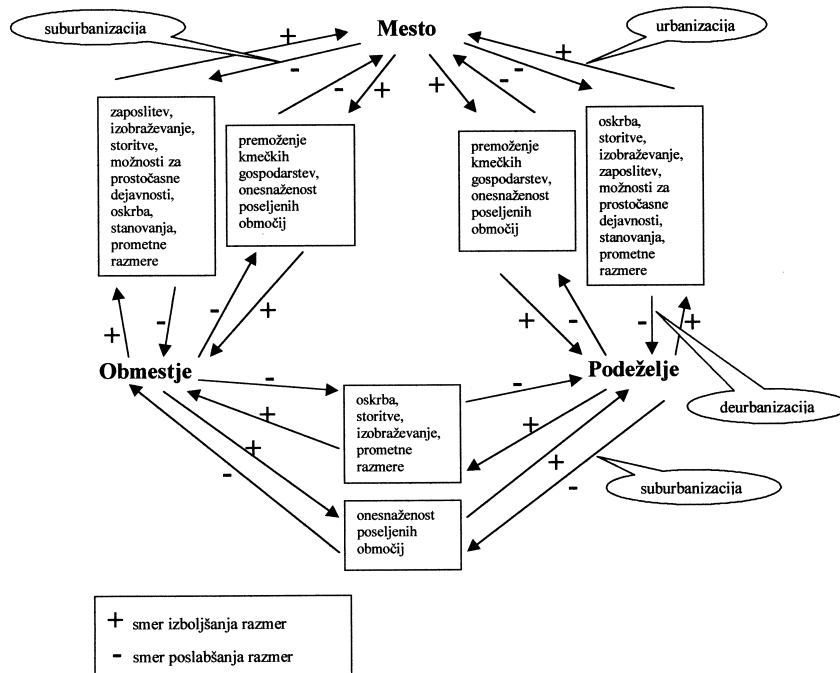 suburbanizacija
Mesto
urbanizacija
+
-
-
+
+
-
-
+
zaposlitev,
izobraževanje,
storitve,
možnosti za
prostočasne
dejavnosti,
oskrba,
stanovanja,
prometne
razmere
premoženje
kmečkih
gospodarstev,
onesnaženost
poseljenih
območij
premoženje
kmečkih
gospodarstev,
onesnaženost
poseljenih
območij
oskrba,
storitve,
izobraževanje,
zaposlitev,
možnosti za
prostočasne
dejavnosti,
stanovanja,
prometne
razmere
+
-
-
+
+
-
-
+
Obmestje
Podeželje
-
+
+
-
oskrba,
storitve,
izobraževanje,
prometne
razmere
-
+
+
-
deurbanizacija
suburbanizacija
onesnaženost
poseljenih
območij
+ smer izboljšanja razmer
- smer poslabšanja razmer